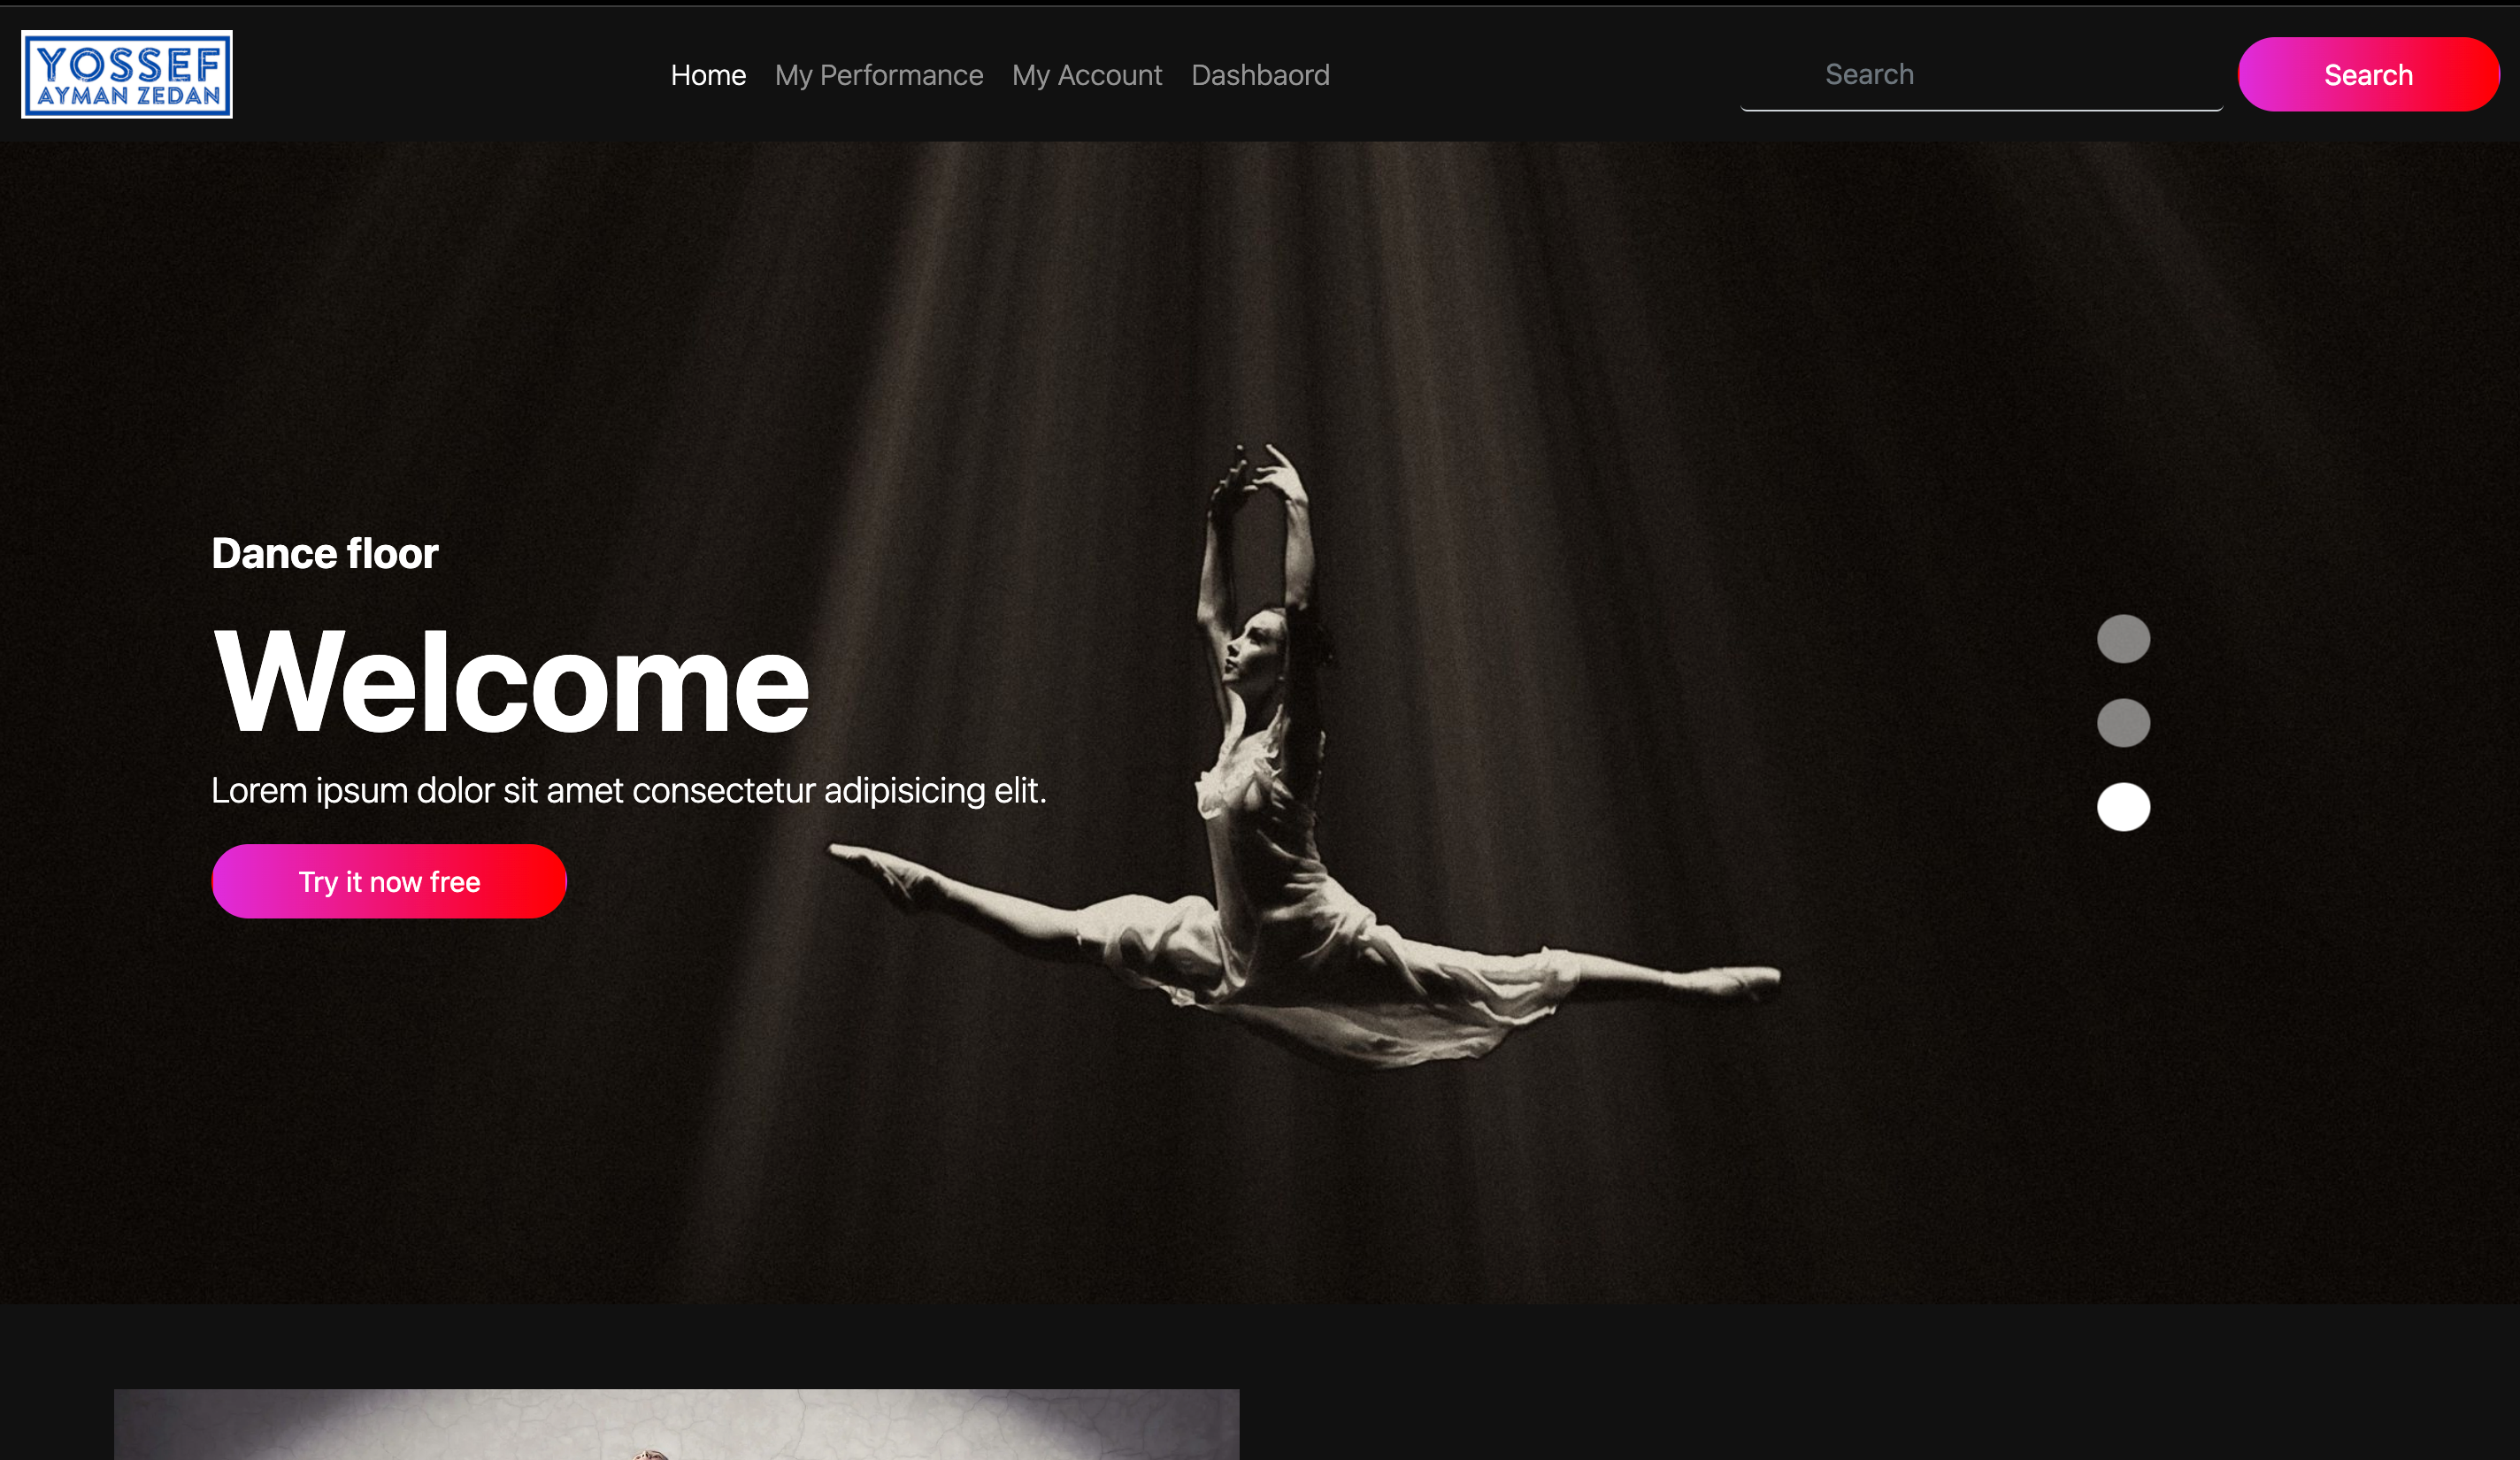 YOSSEF
AYMAN ZEDAN
Home My Performance My Account Dashbaord
Search
Search
Dance floor
Welcome
Lorem ipsum dolor sit amet consectetur adipisicing elit.
Try it now free